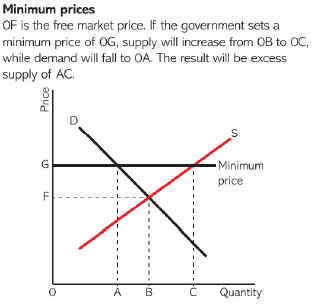 Minimum prices
OF is the free market price. If the government sets a
minimum price of OG, supply will increase from OB to OC,
while demand will fall to OA. The result will be excess
supply of AC.
Price
D
S
G
Minimum
price
F
O
A
B
C
Quantity